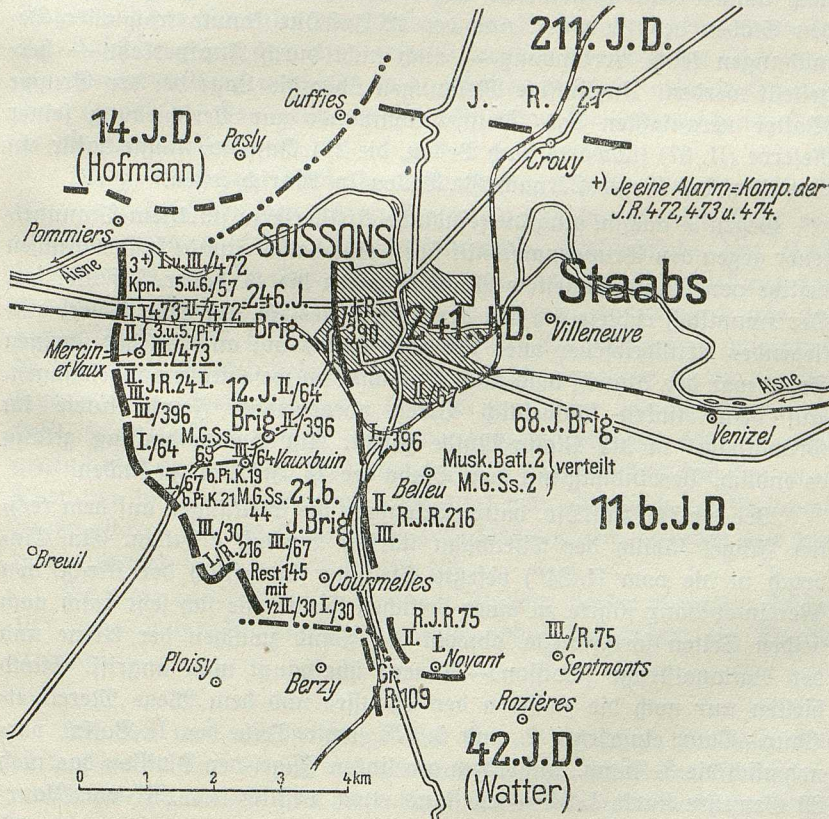 211. J.D.
J. R. 27
Cuffies
14. J.D.
(Hofmann)
Pasly
Crouy
+) Je eine Alarm=Komp. der
J.R. 472, 473 u. 474.
Pommiers
Aisne
SOISSONS
3+) I.u.III./472
Kpn. 5.u.6./57
I./473 II./472
246.J.
Brig.
J.R.
390
241. J.D.
Staabs
Villeneuve
II. 3.u.5./Pi.7
III./473
Mercin
et Vaux
II. J.R.24 I.
III.
III./396
12. J.
Brig.
II./64
II./396
II./67
Aisne
Venizel
I./64
M.G.Ss.
69
III./64
Vauxbuin
I./396
68.J.Brig.
Musk.Batl.2
M.G.Ss.2
verteilt
I./67
b.Pi.K.19
b.Pi.K.21
M.G.Ss.
44
21.b.
J.Brig.
Belleu
II.
III.
R.J.R.216
11.b.J.D.
Breuil
III./30
III./67
I./R.216
Rest 145
mit
½II./30 I./30
Courmelles
R.J.R.75
II. I.
Noyant
III./R.75
Septmonts
Ploisy
Berzy
Gr.
R.109
Rozières
42.J.D.
(Watter)
0 1 2 3 4 km